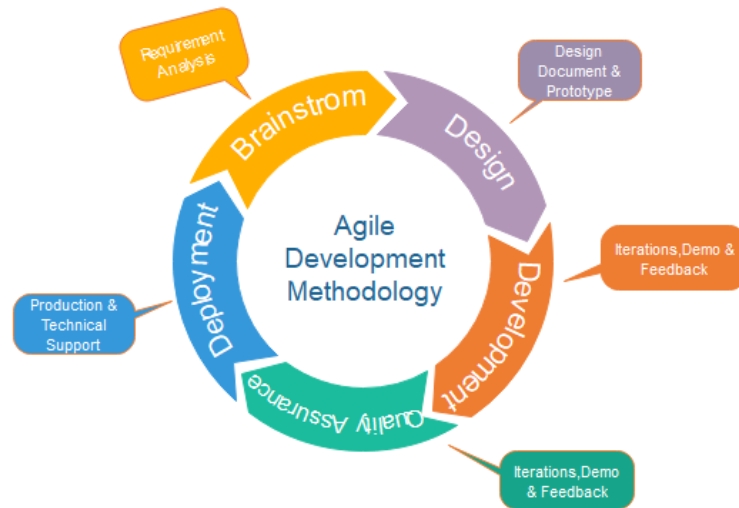 Requirement
Analysis
Brainstrom
Design
Document &
Prototype
Design
Agile
Development
Methodology
Development
Iterations,Demo &
Feedback
Deployment
Production &
Technical
Support
Quality Assurance
Iterations,Demo
& Feedback